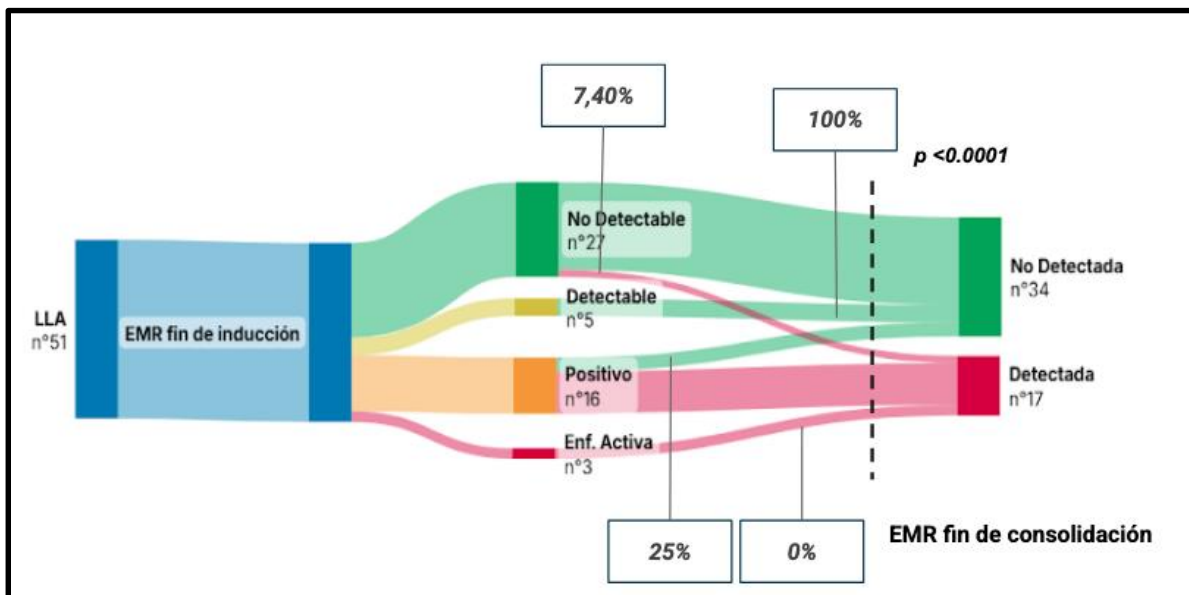 7,40%
100%
p <0.0001
No Detectable
n°27
No Detectada
n°34
Detectable
n°5
LLA
n°51
EMR fin de inducción
Positivo
n°16
Detectada
n°17
Enf. Activa
n°3
EMR fin de consolidación
25%
0%